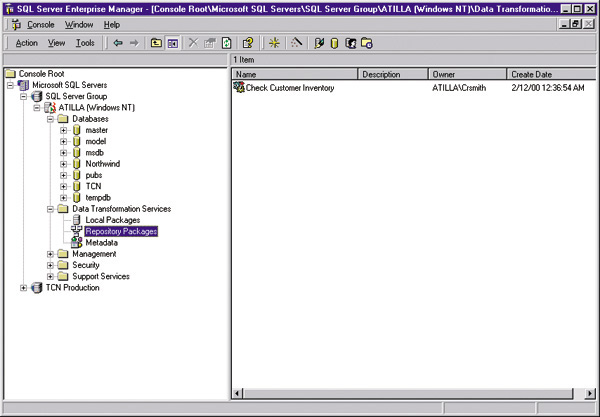 SQL Server Enterprise Manager - [Console Root\Microsoft SQL Servers\SQL Server Group\ATILLA (Windows NT)\Data Transformatio...
Console Window Help
Action View Tools
1 Item
Console Root
Microsoft SQL Servers
SQL Server Group
ATILLA (Windows NT)
Databases
master
model
msdb
Northwind
pubs
TCN
tempdb
Data Transformation Services
Local Packages
Repository Packages
Metadata
Management
Security
Support Services
TCN Production
Name Description Owner Create Date
Check Customer Inventory ATILLA\Crsmith 2/12/00 12:36:54 AM